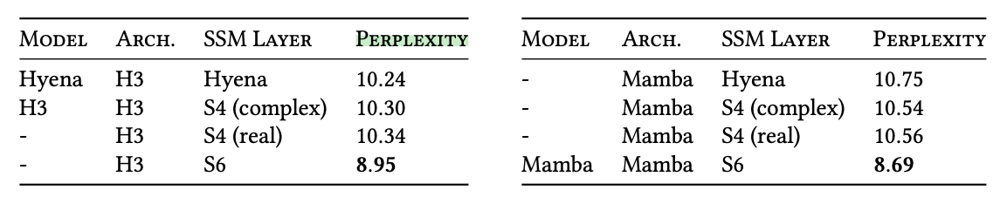 MODEL ARCH. SSM LAYER PERPLEXITY
Hyena H3 Hyena 10.24
H3 H3 S4 (complex) 10.30
- H3 S4 (real) 10.34
- H3 S6 8.95
MODEL ARCH. SSM LAYER PERPLEXITY
- Mamba Hyena 10.75
- Mamba S4 (complex) 10.54
- Mamba S4 (real) 10.56
Mamba Mamba S6 8.69